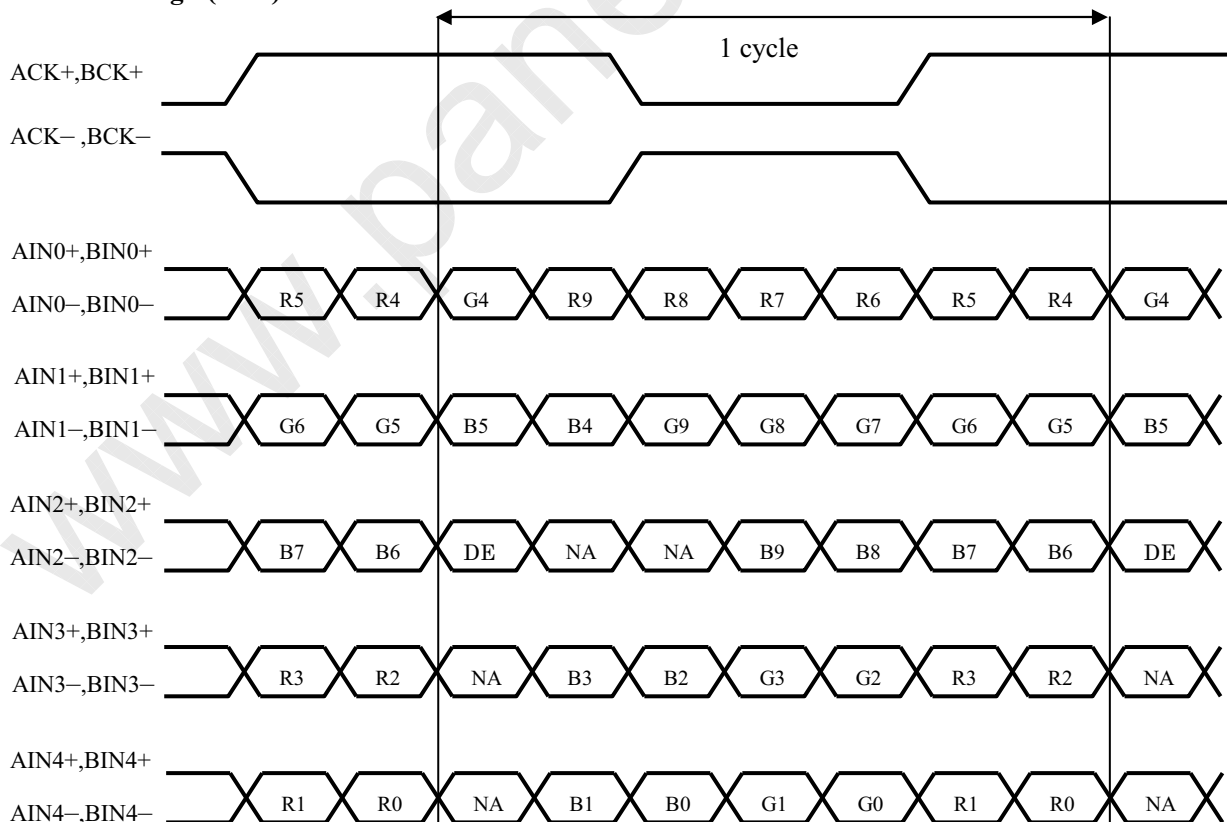 1 cycle
ACK+,BCK+
ACK− ,BCK−
AIN0+,BIN0+
AIN0−,BIN0−
R5 R4 G4 R9 R8 R7 R6 R5 R4 G4
AIN1+,BIN1+
AIN1−,BIN1−
G6 G5 B5 B4 G9 G8 G7 G6 G5 B5
AIN2+,BIN2+
AIN2−,BIN2−
B7 B6 DE NA NA B9 B8 B7 B6 DE
AIN3+,BIN3+
AIN3−,BIN3−
R3 R2 NA B3 B2 G3 G2 R3 R2 NA
AIN4+,BIN4+
AIN4−,BIN4−
R1 R0 NA B1 B0 G1 G0 R1 R0 NA
www.pane